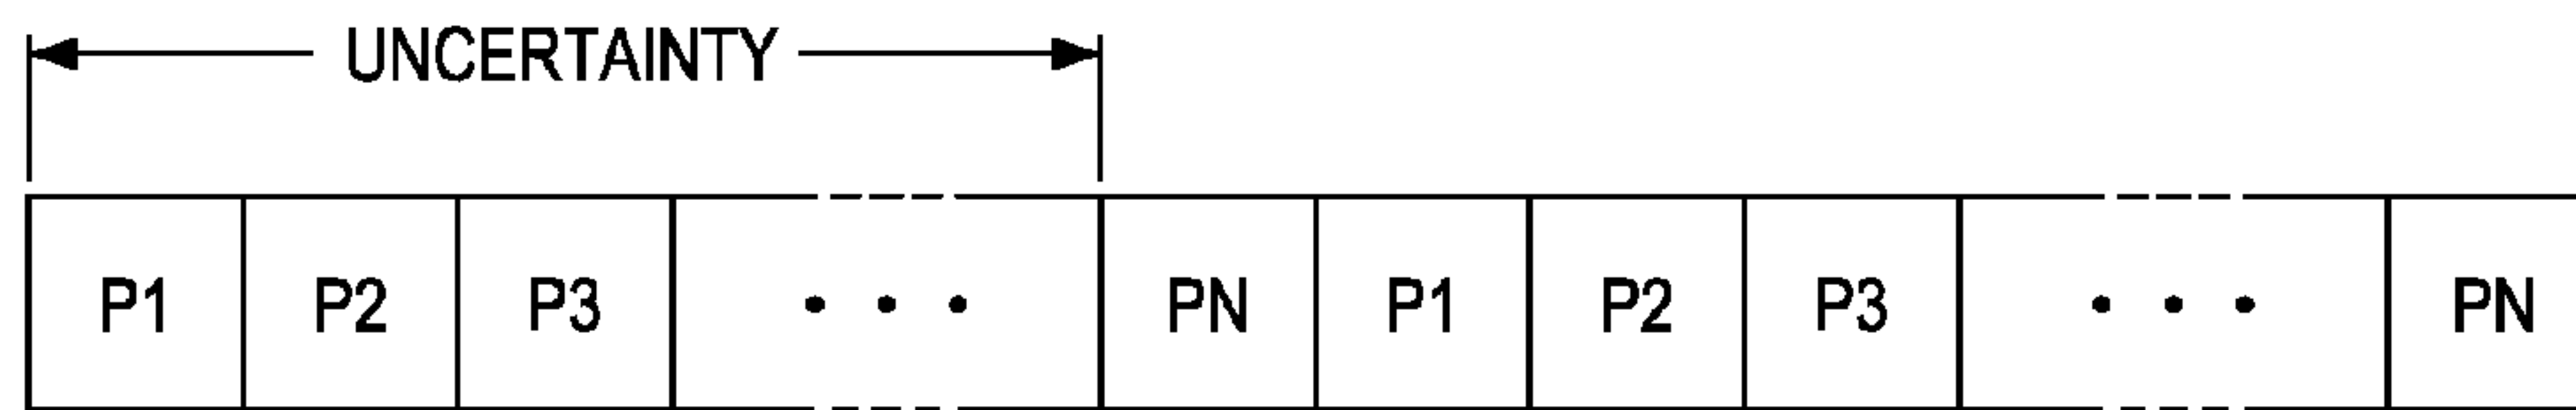 UNCERTAINTY
P1 P2 P3 • • • PN P1 P2 P3 • • • PN